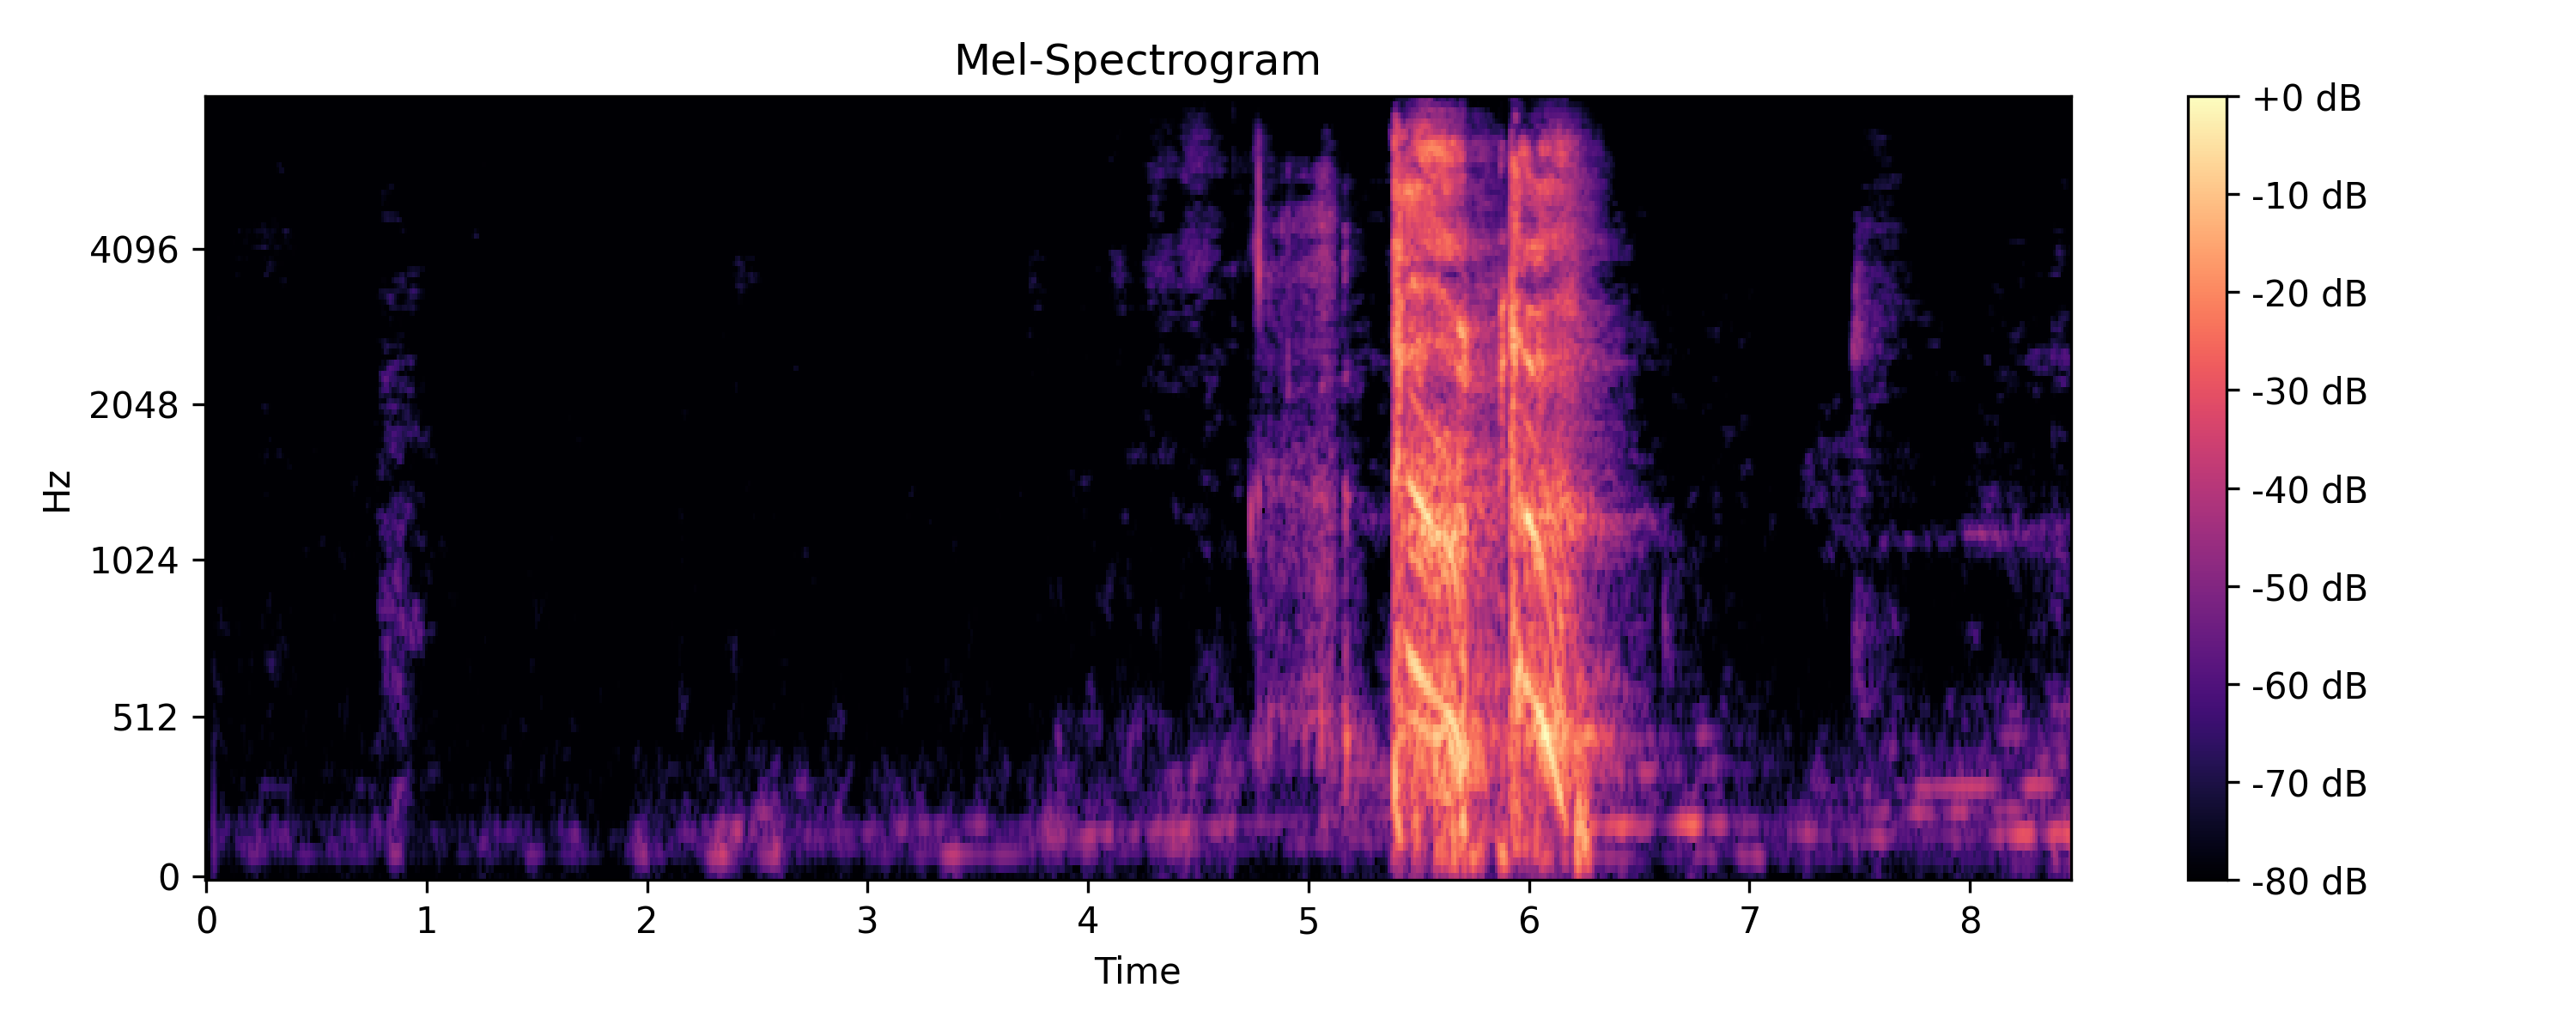 Mel-Spectrogram
+0 dB
-10 dB
-20 dB
-30 dB
-40 dB
-50 dB
-60 dB
-70 dB
-80 dB
4096
2048
1024
512
0
Hz
0 1 2 3 4 5 6 7 8
Time